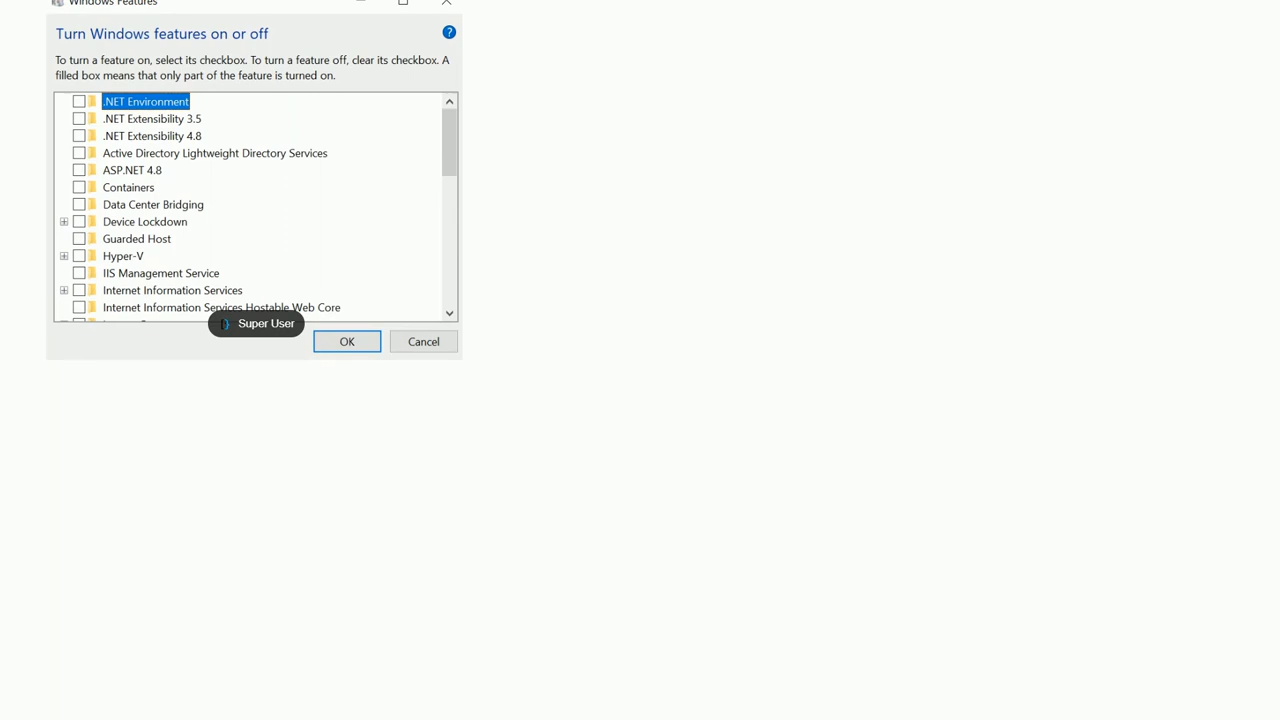 Windows Features
Turn Windows features on or off
To turn a feature on, select its checkbox. To turn a feature off, clear its checkbox. A
filled box means that only part of the feature is turned on.
.NET Environment
.NET Extensibility 3.5
.NET Extensibility 4.8
Active Directory Lightweight Directory Services
ASP.NET 4.8
Containers
Data Center Bridging
Device Lockdown
Guarded Host
Hyper-V
IIS Management Service
Internet Information Services
Internet Information Services Hostable Web Core
Super User
OK Cancel